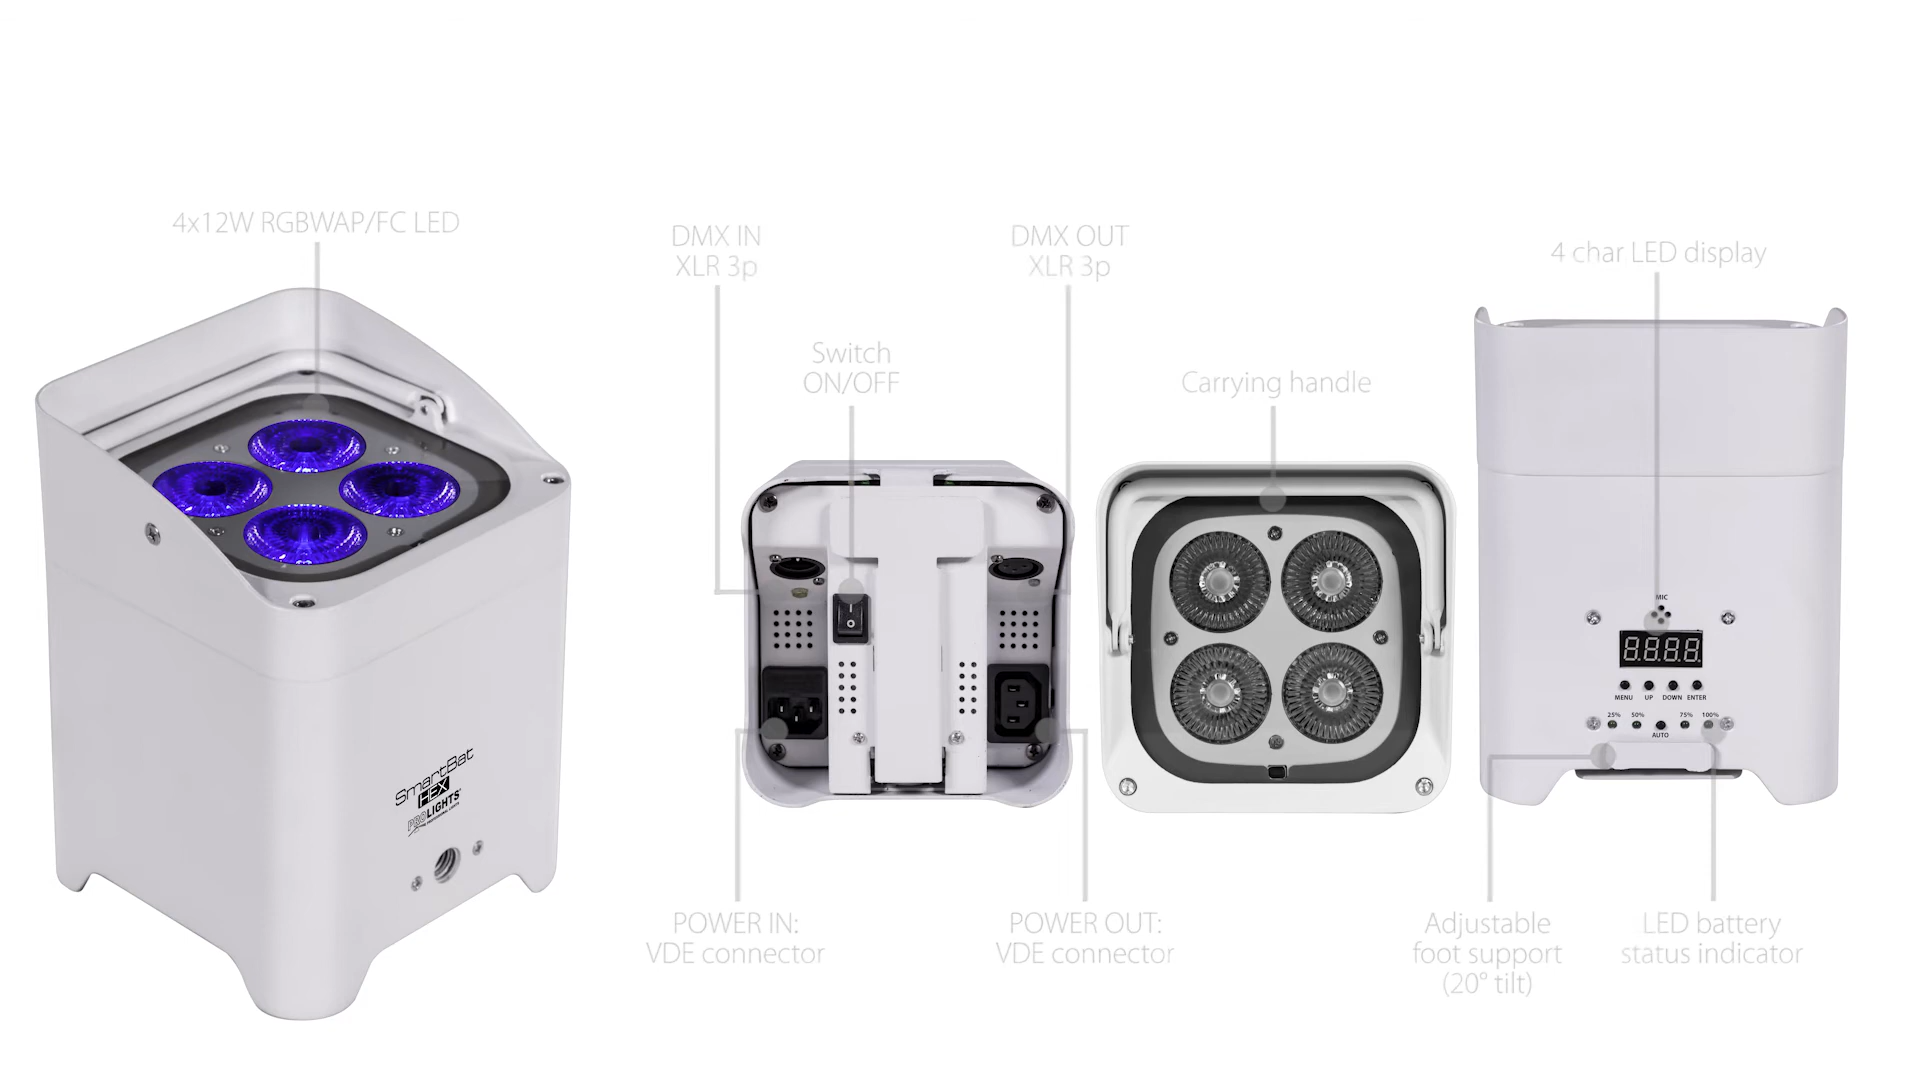 4x12W RGBWAP/FC LED
DMX IN
XLR 3p
DMX OUT
XLR 3p
4 char LED display
Switch
ON/OFF
Carrying handle
MIC
8.8.8.8.
MENU UP DOWN ENTER
25% 50% 75% 100%
AUTO
SmartBat
HEX
PROLIGHTS
POWER IN:
VDE connector
POWER OUT:
VDE connector
Adjustable
foot support
(20° tilt)
LED battery
status indicator